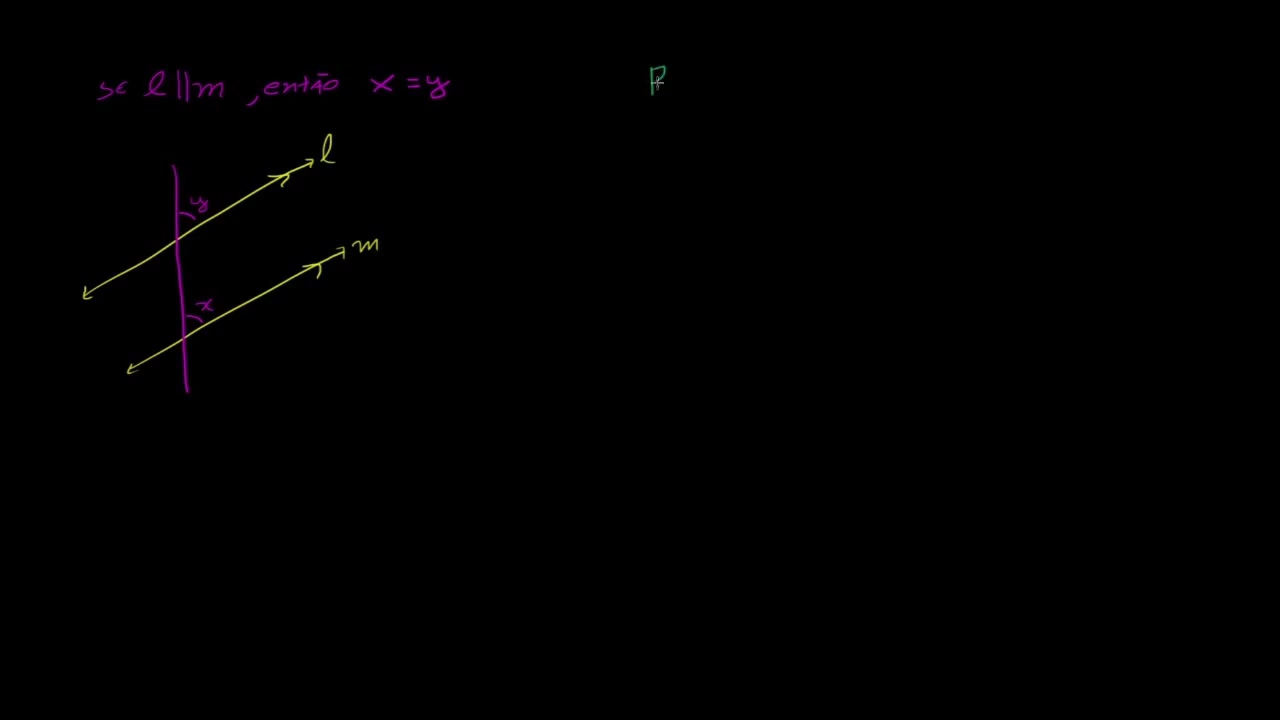 se l || m , então x = y
P
l
y
m
x